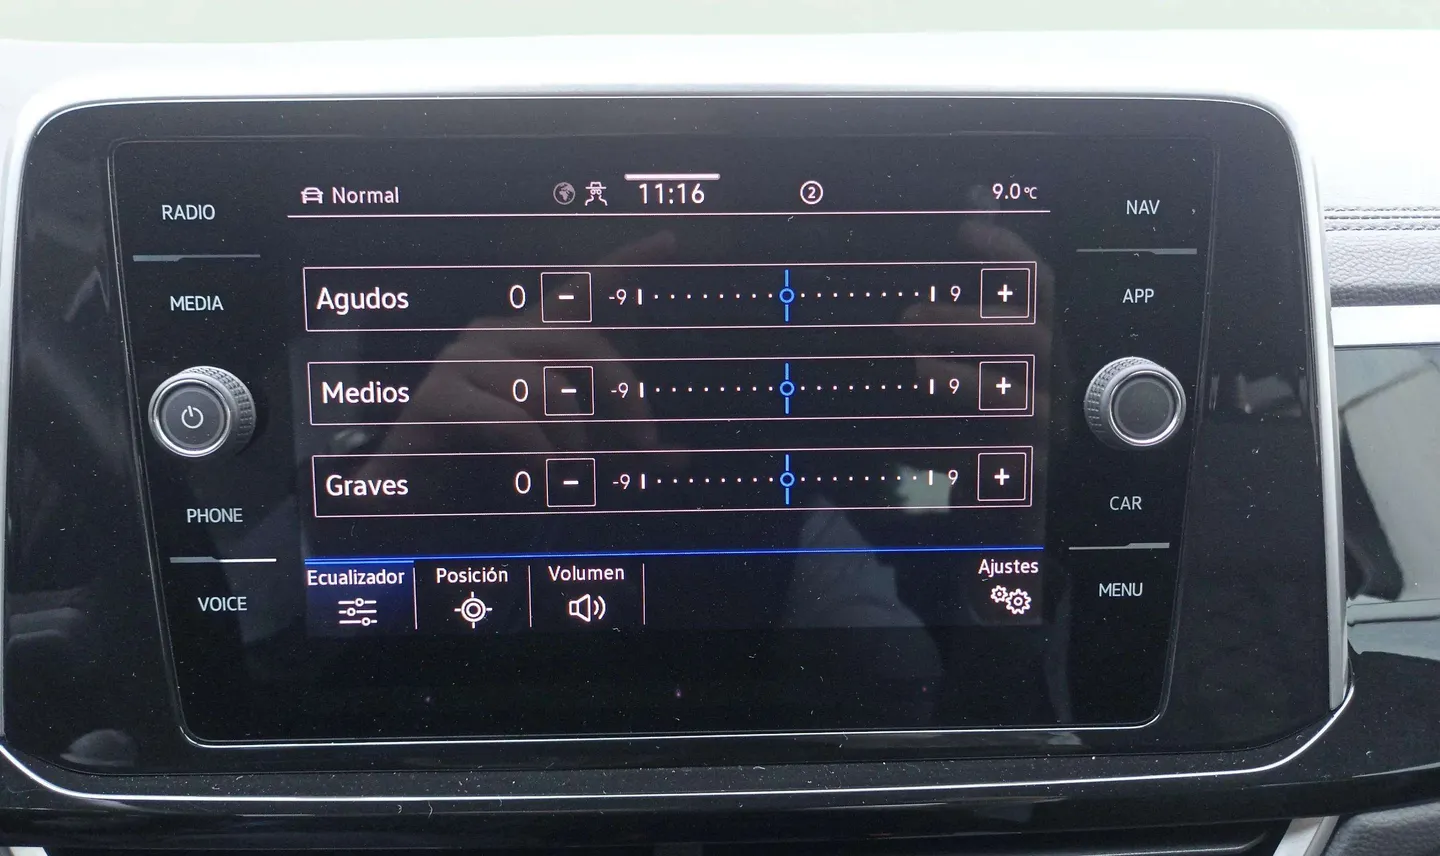 RADIO
MEDIA
PHONE
VOICE
Normal
11:16
2
9.0°C
Agudos 0 − -9 9 +
Medios 0 − -9 9 +
Graves 0 − -9 9 +
Ecualizador
Posición
Volumen
Ajustes
NAV
APP
CAR
MENU